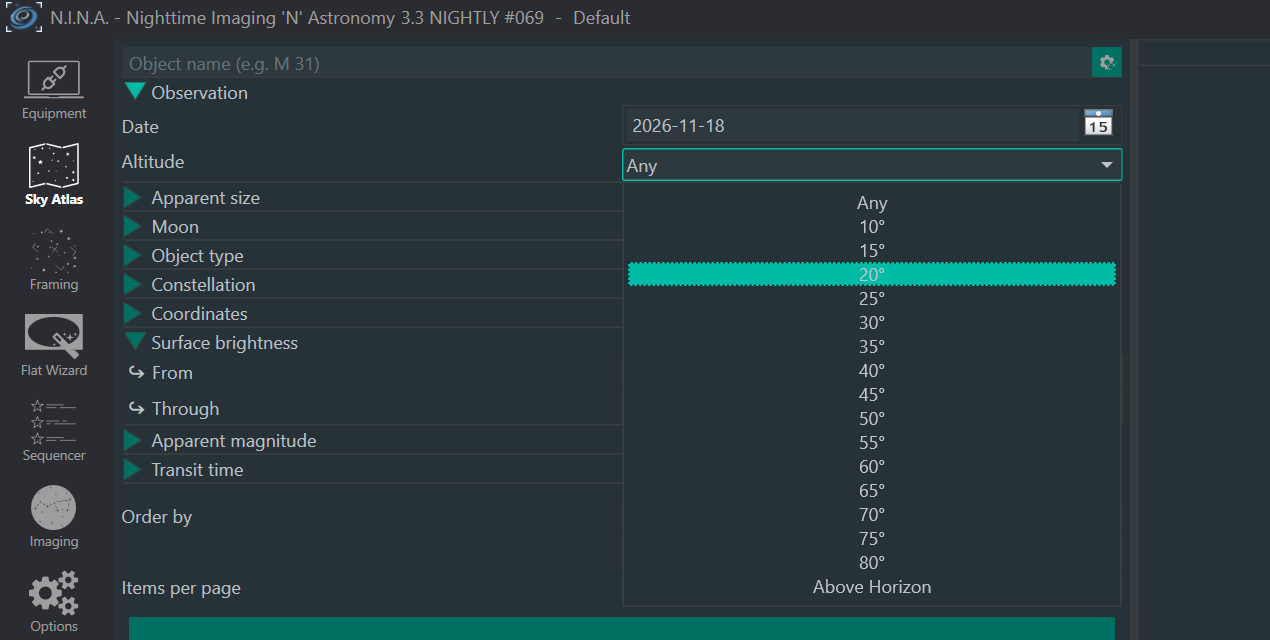 N.I.N.A. - Nighttime Imaging 'N' Astronomy 3.3 NIGHTLY #069 - Default
Equipment
Sky Atlas
Framing
Flat Wizard
Sequencer
Imaging
Options
Object name (e.g. M 31)
Observation
Date
2026-11-18
15
Altitude
Any
Apparent size
Moon
Object type
Constellation
Coordinates
Surface brightness
From
Through
Apparent magnitude
Transit time
Order by
Items per page
Any
10°
15°
20°
25°
30°
35°
40°
45°
50°
55°
60°
65°
70°
75°
80°
Above Horizon